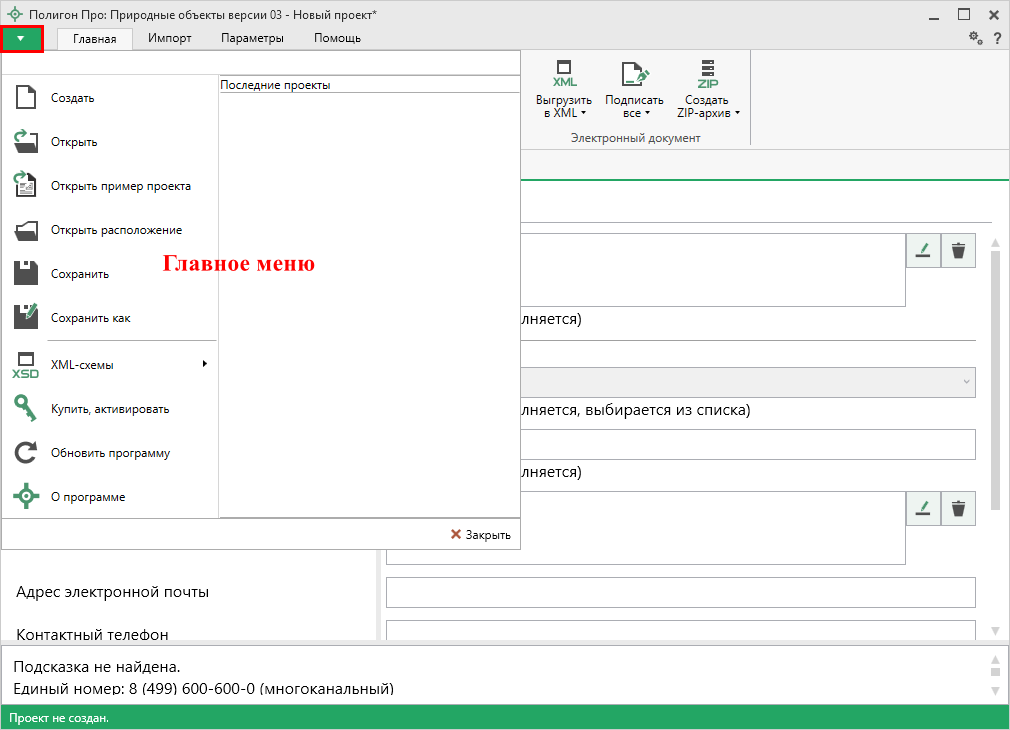 Полигон Про: Природные объекты версии 03 - Новый проект*
Главная Импорт Параметры Помощь
?
Последние проекты
Создать
Открыть
Открыть пример проекта
Открыть расположение
Сохранить
Сохранить как
XSD XML-схемы
Купить, активировать
Обновить программу
О программе
Главное меню
Закрыть
XML
Выгрузить
в XML
Подписать
все
ZIP
Создать
ZIP-архив
Электронный документ
лняется)
лняется, выбирается из списка)
лняется)
Адрес электронной почты
Контактный телефон
Подсказка не найдена.
Единый номер: 8 (499) 600-600-0 (многоканальный)
Проект не создан.